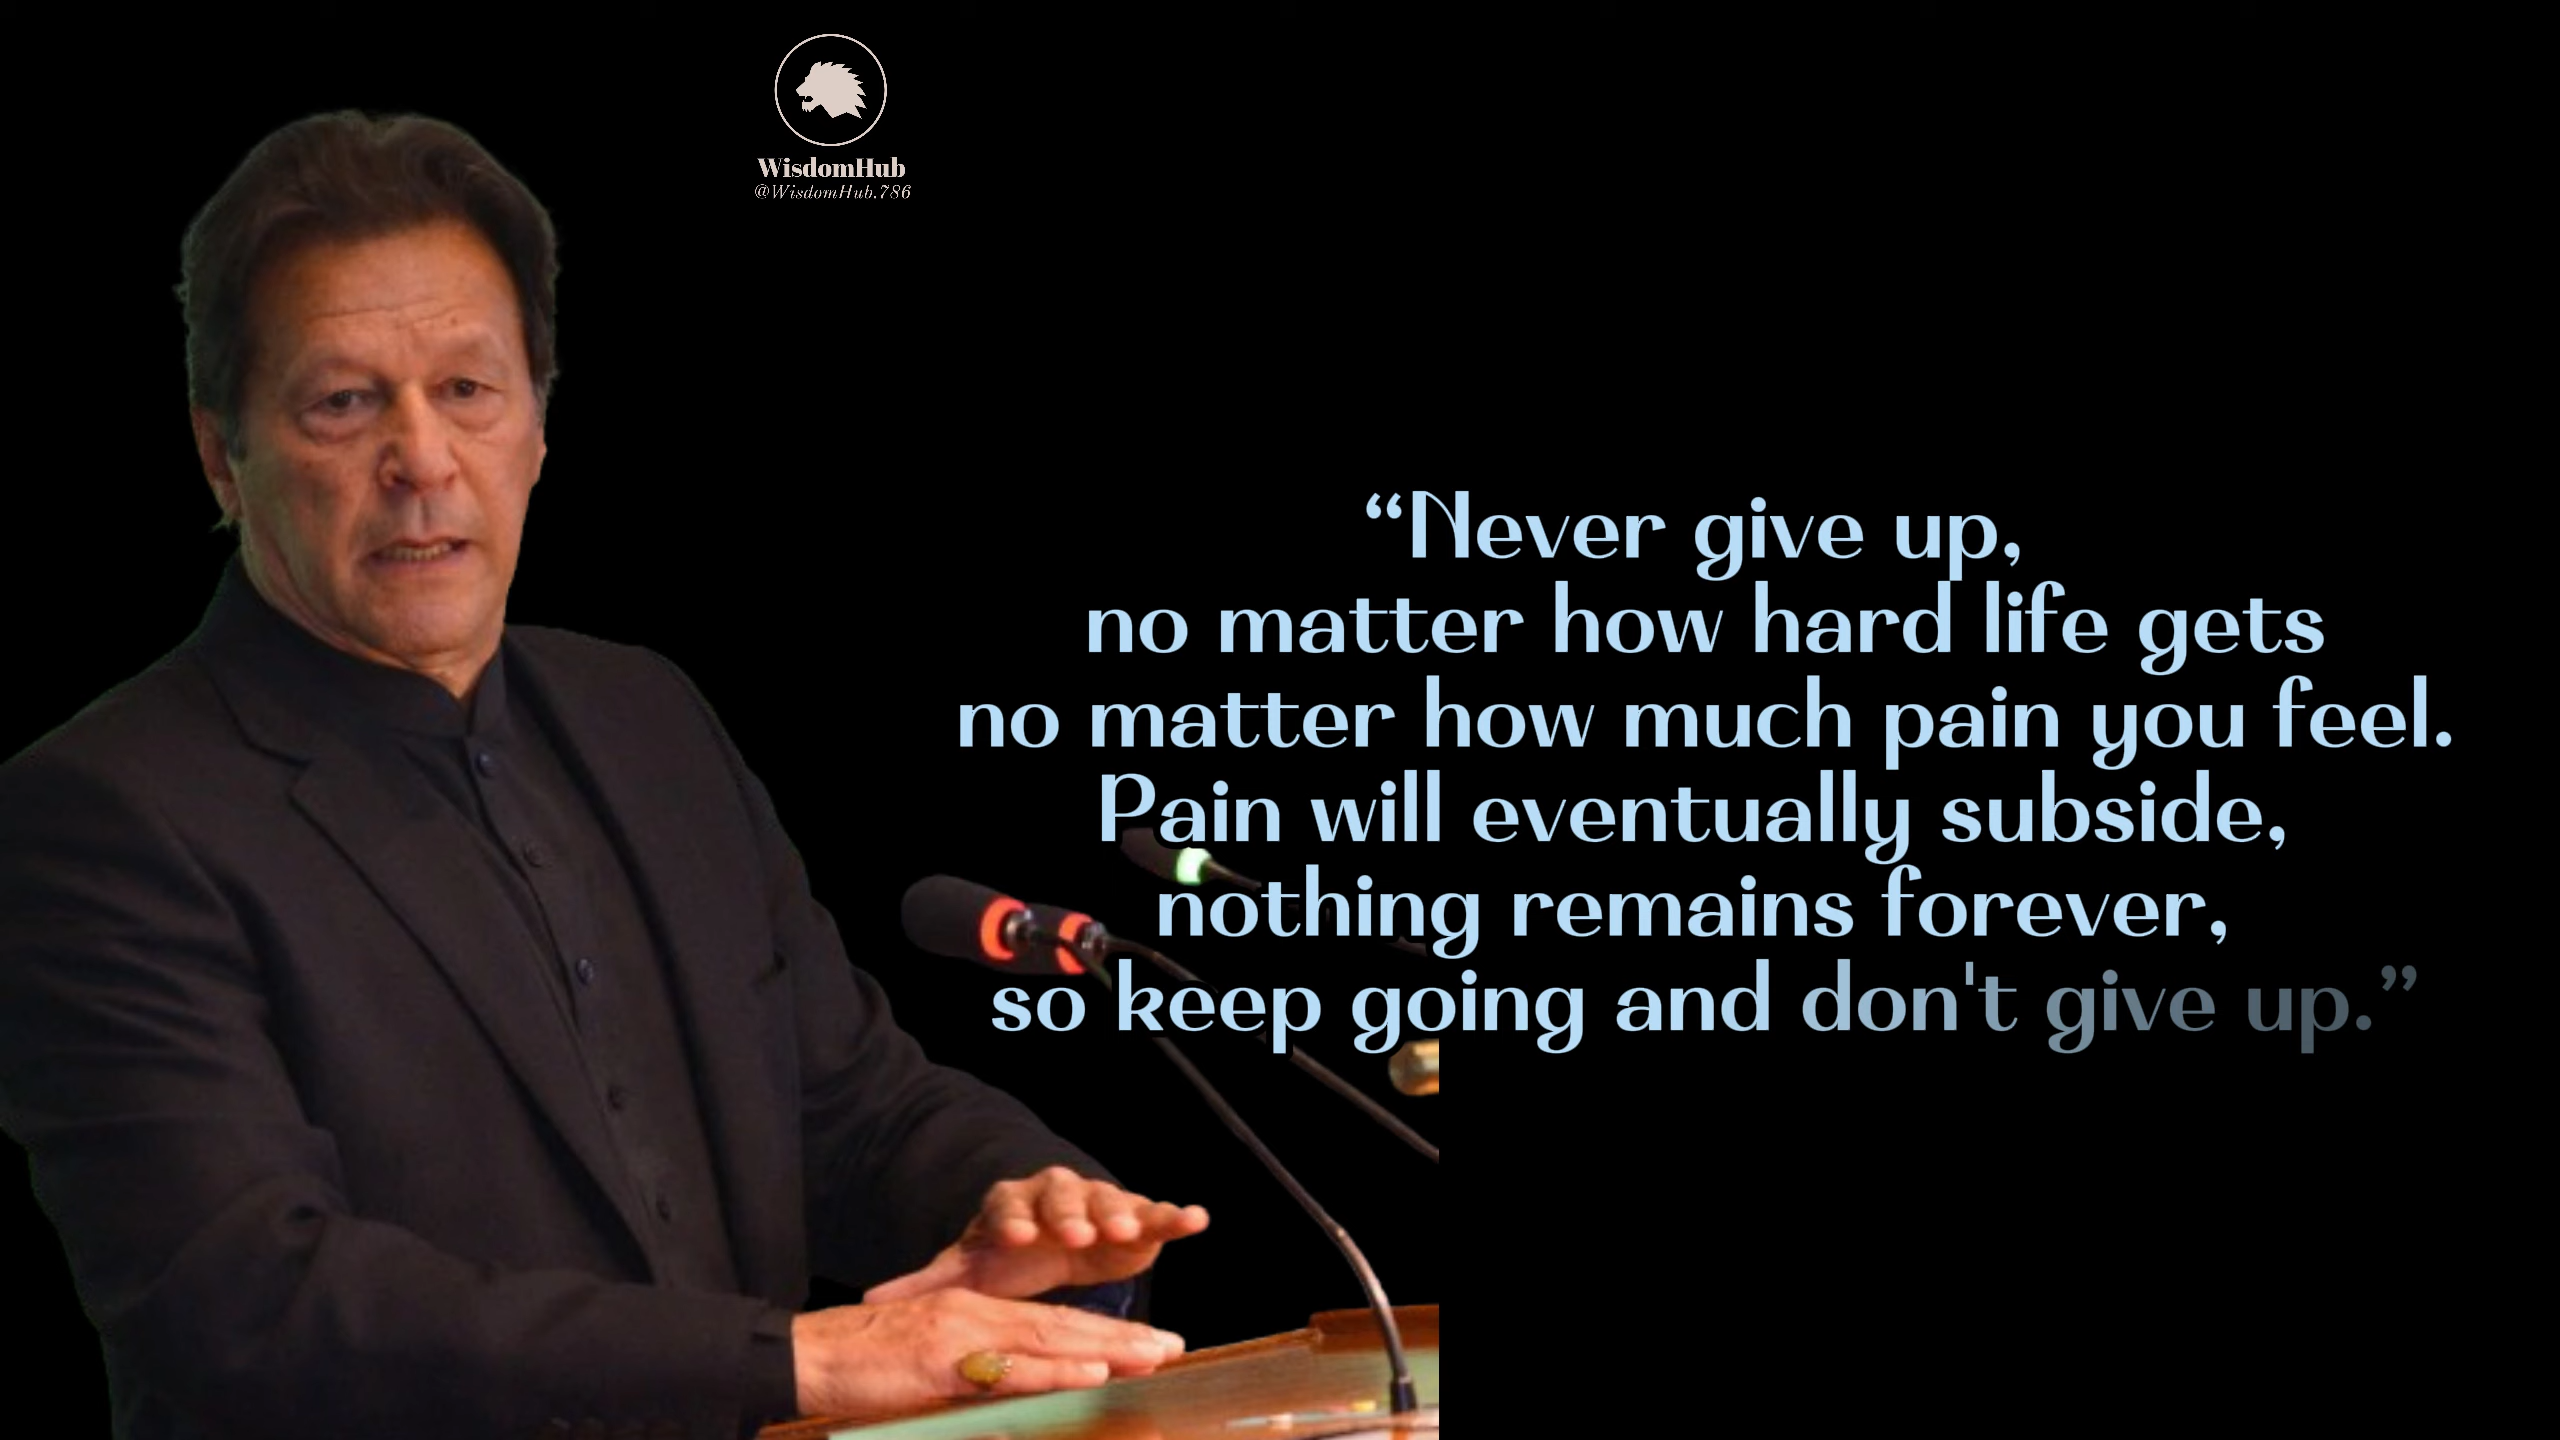 WisdomHub
@WisdomHub.786
“Never give up,
no matter how hard life gets
no matter how much pain you feel.
Pain will eventually subside,
nothing remains forever,
so keep going and don't give up.”